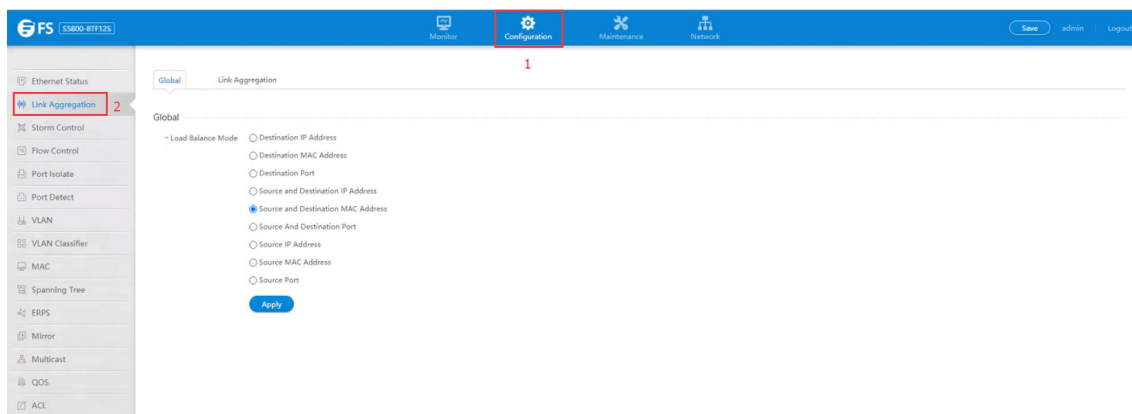 FS S5800-8TF12S
Monitor
Configuration
Maintenance
Network
Save admin Logout
1
Ethernet Status
Link Aggregation 2
Storm Control
Flow Control
Port Isolate
Port Detect
VLAN
VLAN Classifier
MAC
Spanning Tree
ERPS
Mirror
Multicast
QOS
ACL
Global Link Aggregation
Global
* Load Balance Mode
Destination IP Address
Destination MAC Address
Destination Port
Source and Destination IP Address
Source and Destination MAC Address
Source And Destination Port
Source IP Address
Source MAC Address
Source Port
Apply